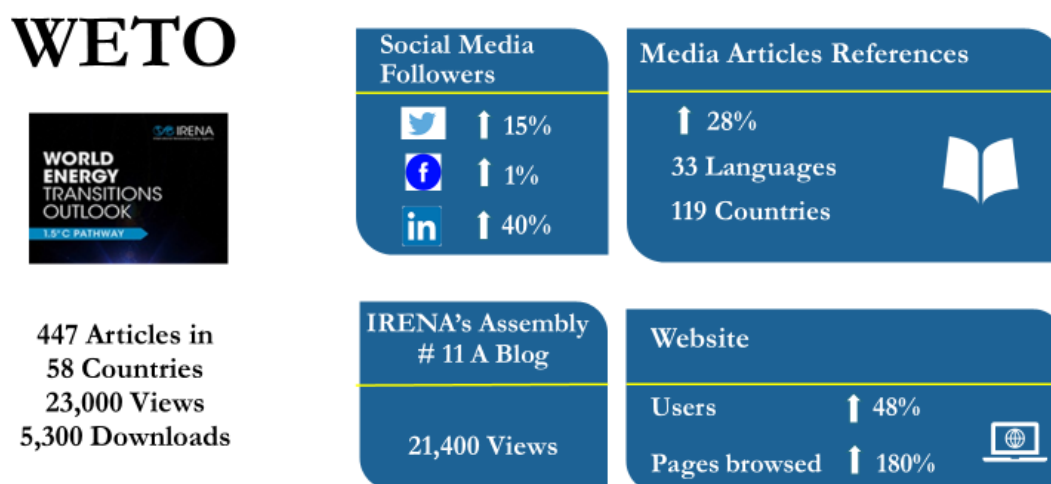 WETO
IRENA
WORLD
ENERGY
TRANSITIONS
OUTLOOK
1.5°C PATHWAY
447 Articles in
58 Countries
23,000 Views
5,300 Downloads
Social Media
Followers
15%
1%
40%
Media Articles References
28%
33 Languages
119 Countries
IRENA's Assembly
# 11 A Blog
21,400 Views
Website
Users 48%
Pages browsed 180%